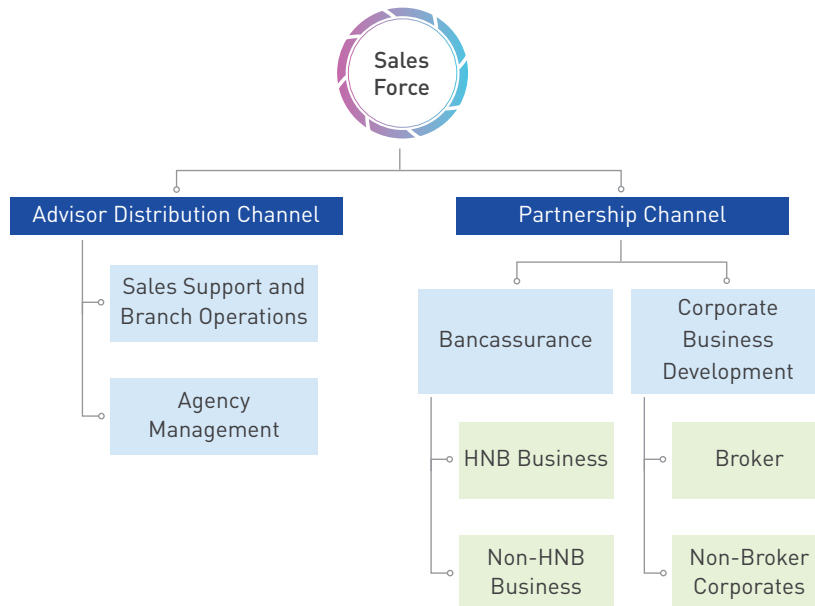 Sales
Force
Advisor Distribution Channel
Partnership Channel
Sales Support and
Branch Operations
Agency
Management
Bancassurance
Corporate
Business
Development
HNB Business
Non-HNB
Business
Broker
Non-Broker
Corporates